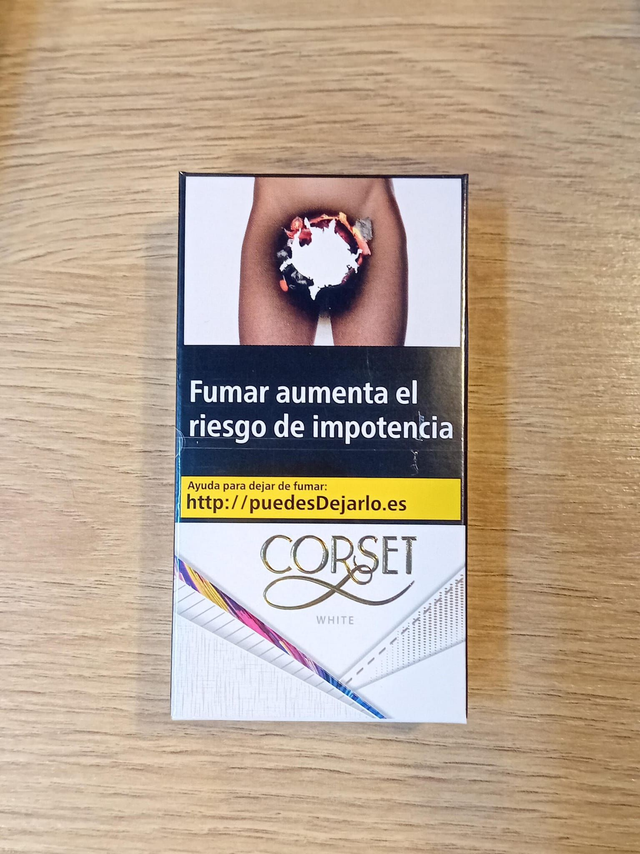 Fumar aumenta el
riesgo de impotencia
Ayuda para dejar de fumar:
http://puedesDejarlo.es
CORSET
WHITE